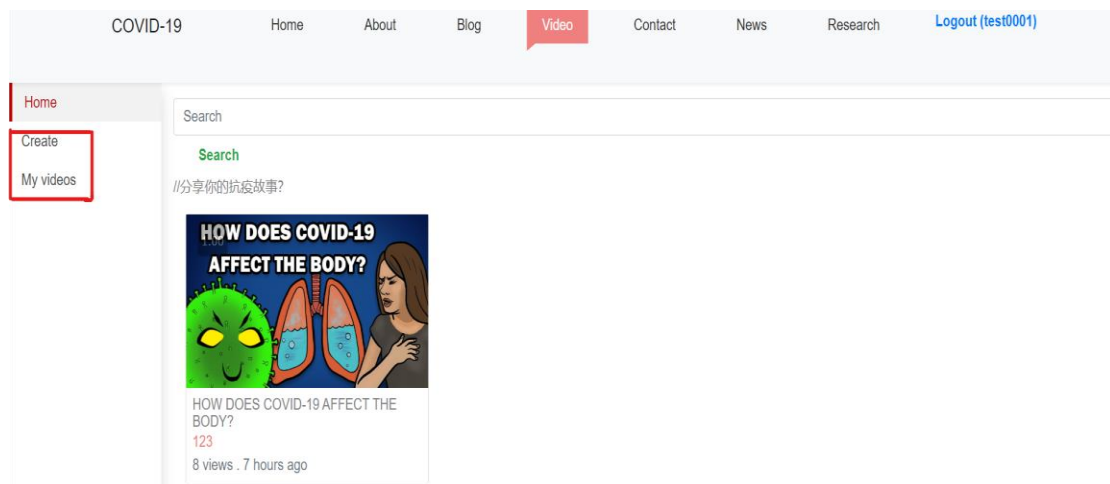 COVID-19 Home About Blog Video Contact News Research Logout (test0001)
Home
Create
My videos
Search
Search
//分享你的抗疫故事?
HOW DOES COVID-19
AFFECT THE BODY?
1:00
HOW DOES COVID-19 AFFECT THE
BODY?
123
8 views . 7 hours ago